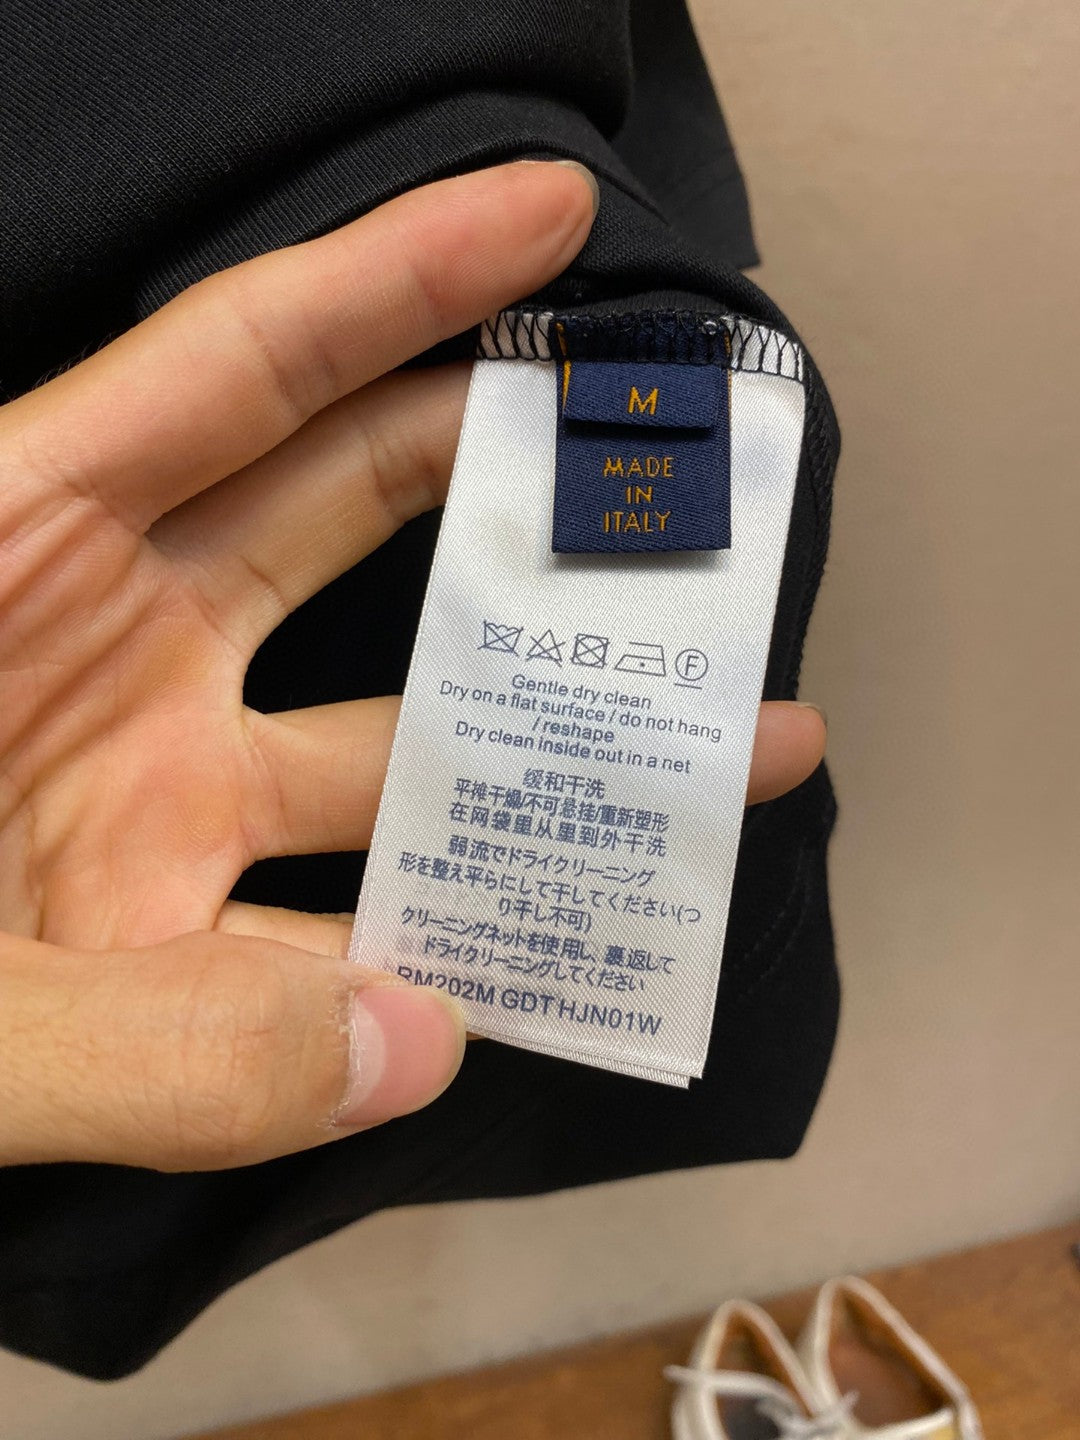 M
MADE
IN
ITALY
F
Gentle dry clean
Dry on a flat surface / do not hang
/ reshape
Dry clean inside out in a net
缓和干洗
平摊干燥/不可悬挂/重新塑形
在网袋里从里到外干洗
弱流でドライクリーニング
形を整え平らにして干してください(つ
り干し不可)
クリーニングネットを使用し、裏返して
ドライクリーニングしてください
RM202M GDT HJN01W